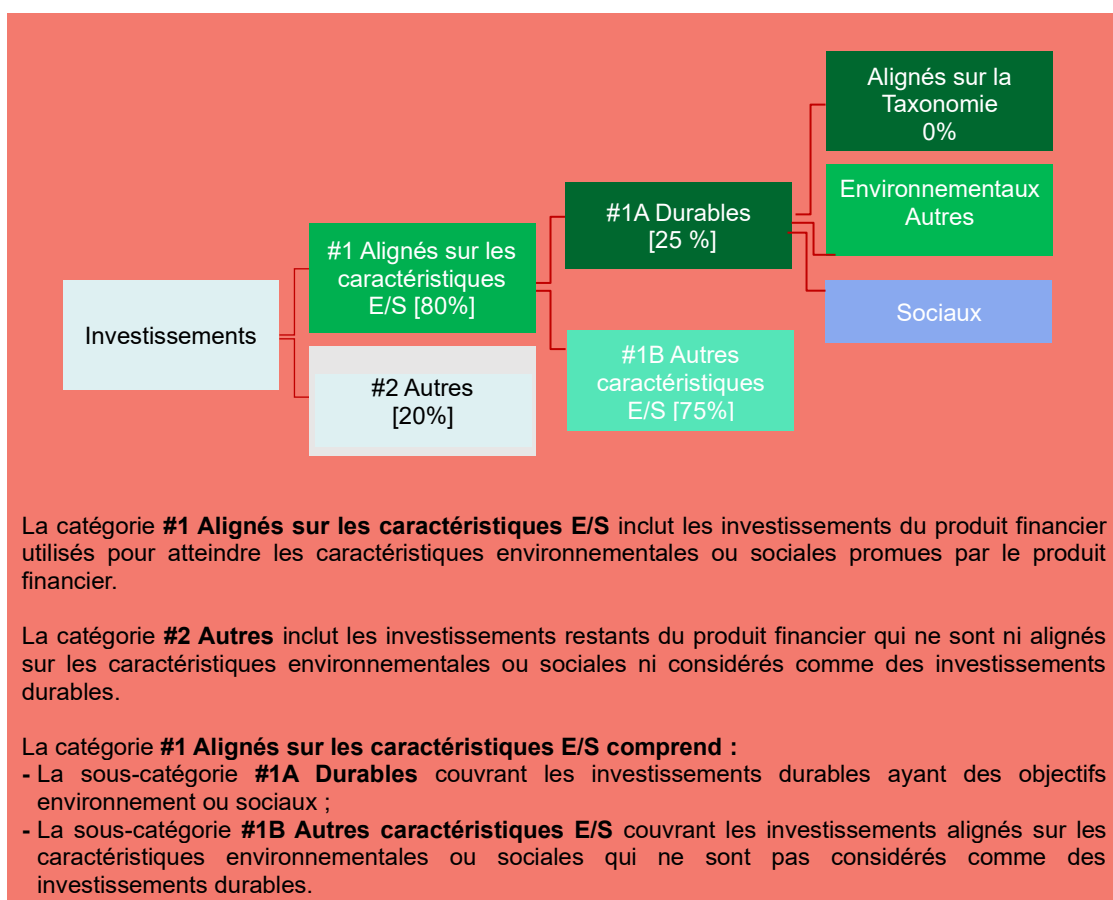 Alignés sur la
Taxonomie
0%
Environnementaux
Autres
#1A Durables
[25 %]
#1 Alignés sur les
caractéristiques
E/S [80%]
Sociaux
Investissements
#1B Autres
caractéristiques
E/S [75%]
#2 Autres
[20%]
La catégorie #1 Alignés sur les caractéristiques E/S inclut les investissements du produit financier
utilisés pour atteindre les caractéristiques environnementales ou sociales promues par le produit
financier.
La catégorie #2 Autres inclut les investissements restants du produit financier qui ne sont ni alignés
sur les caractéristiques environnementales ou sociales ni considérés comme des investissements
durables.
La catégorie #1 Alignés sur les caractéristiques E/S comprend :
- La sous-catégorie #1A Durables couvrant les investissements durables ayant des objectifs
environnement ou sociaux ;
- La sous-catégorie #1B Autres caractéristiques E/S couvrant les investissements alignés sur les
caractéristiques environnementales ou sociales qui ne sont pas considérés comme des
investissements durables.